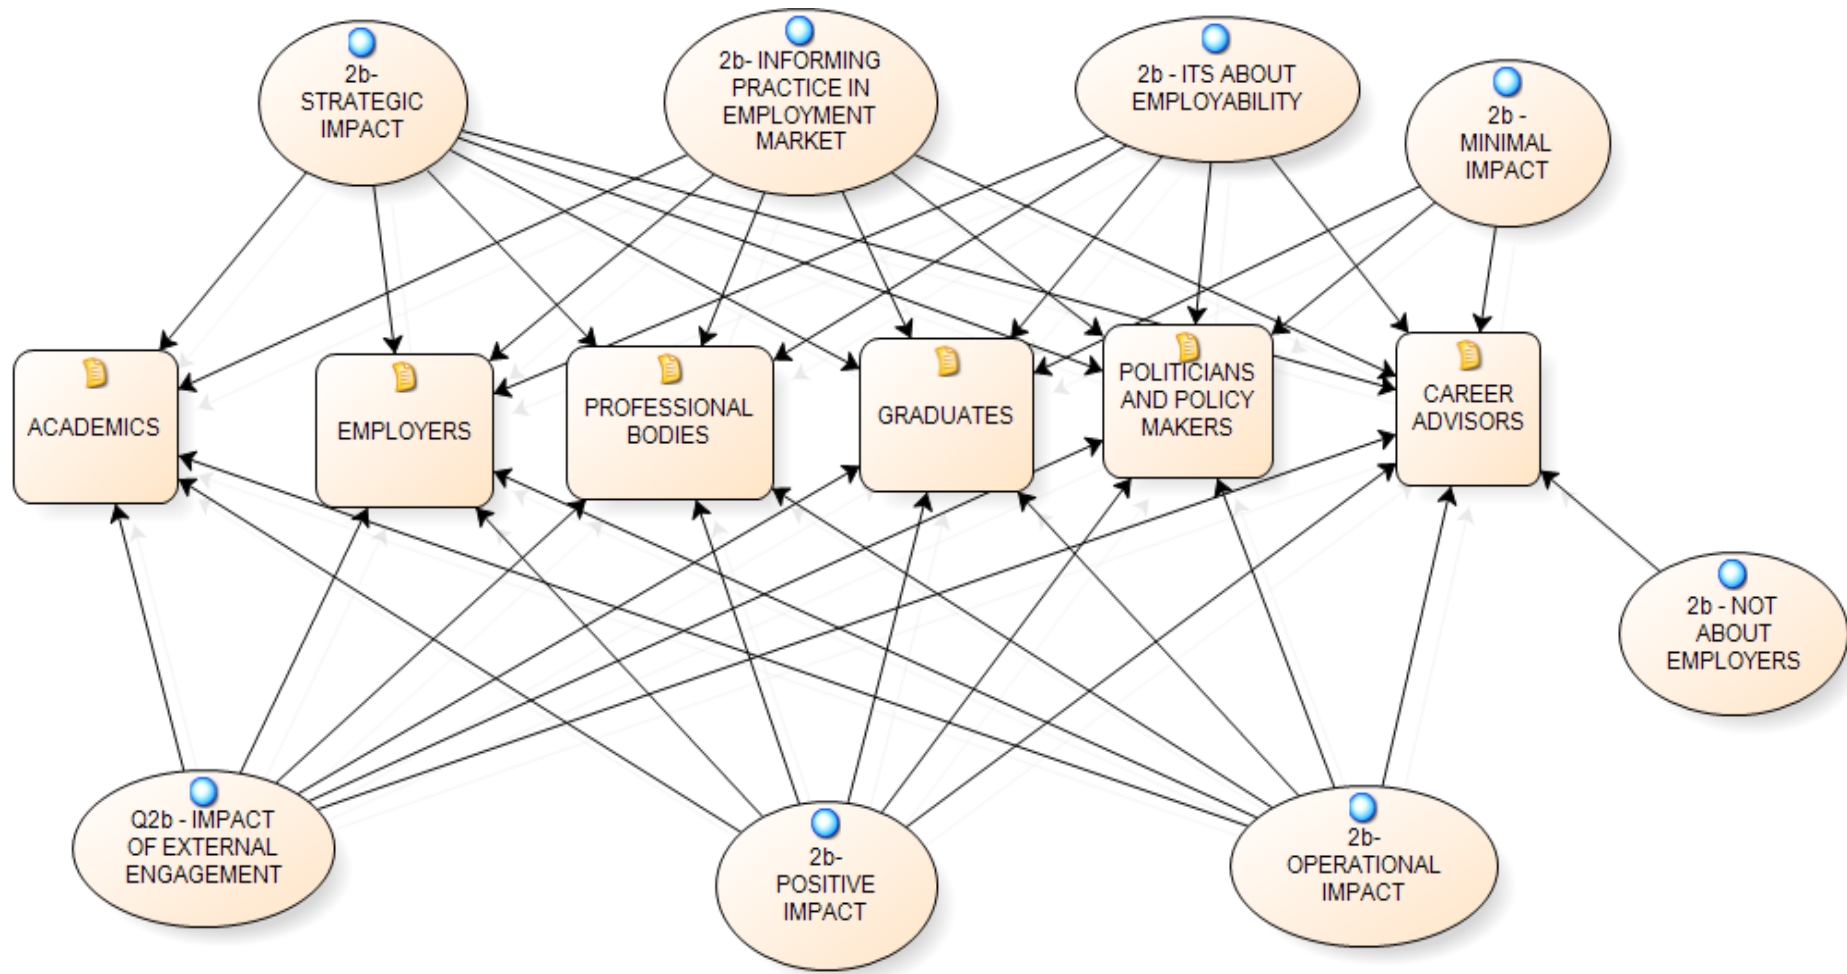 2b-
STRATEGIC
IMPACT
2b- INFORMING
PRACTICE IN
EMPLOYMENT
MARKET
2b - ITS ABOUT
EMPLOYABILITY
2b -
MINIMAL
IMPACT
ACADEMICS
EMPLOYERS
PROFESSIONAL
BODIES
GRADUATES
POLITICIANS
AND POLICY
MAKERS
CAREER
ADVISORS
2b - NOT
ABOUT
EMPLOYERS
Q2b - IMPACT
OF EXTERNAL
ENGAGEMENT
2b-
POSITIVE
IMPACT
2b-
OPERATIONAL
IMPACT